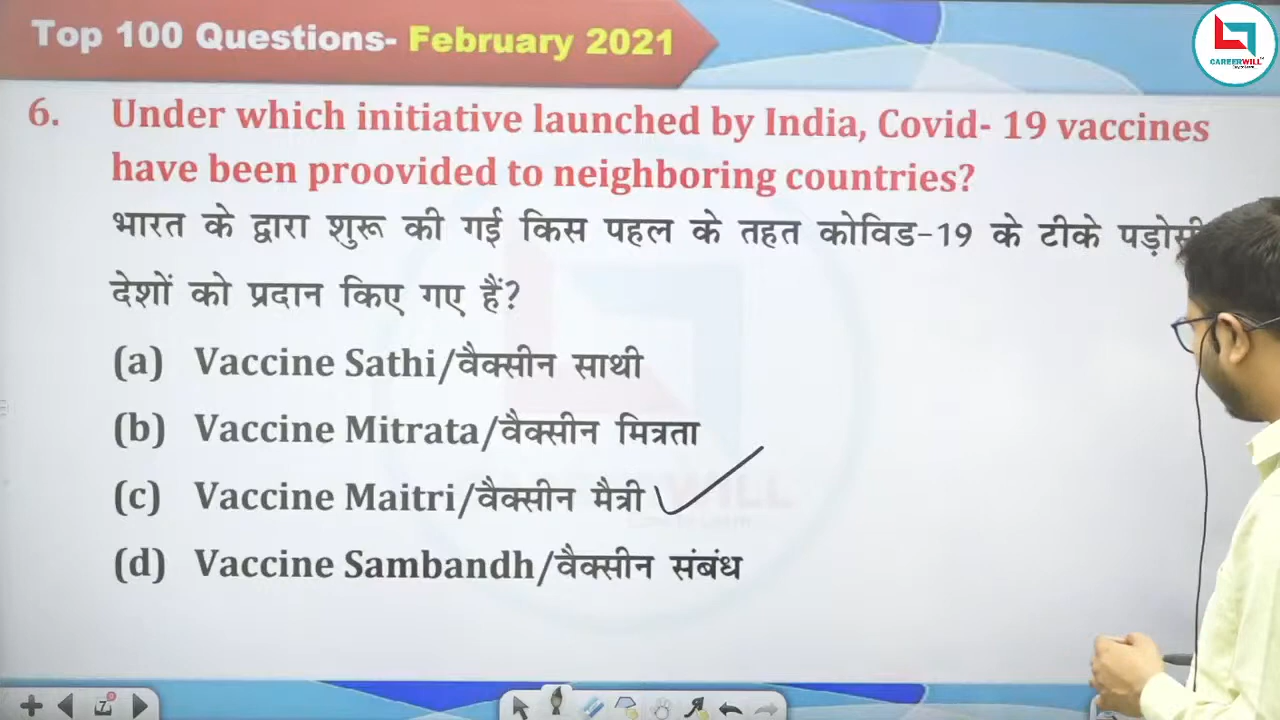 Top 100 Questions- February 2021
CAREERWILL
6. Under which initiative launched by India, Covid- 19 vaccines
have been proovided to neighboring countries?
भारत के द्वारा शुरू की गई किस पहल के तहत कोविड-19 के टीके पड़ोसी
देशों को प्रदान किए गए हैं?
(a) Vaccine Sathi/वैक्सीन साथी
(b) Vaccine Mitrata/वैक्सीन मित्रता
(c) Vaccine Maitri/वैक्सीन मैत्री
(d) Vaccine Sambandh/वैक्सीन संबंध